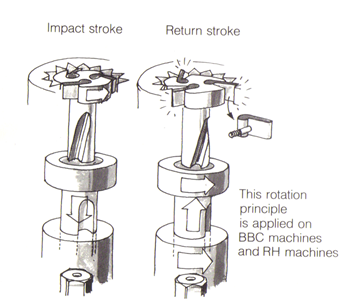 Impact stroke
Return stroke
This rotation
principle
is applied on
BBC machines
and RH machines